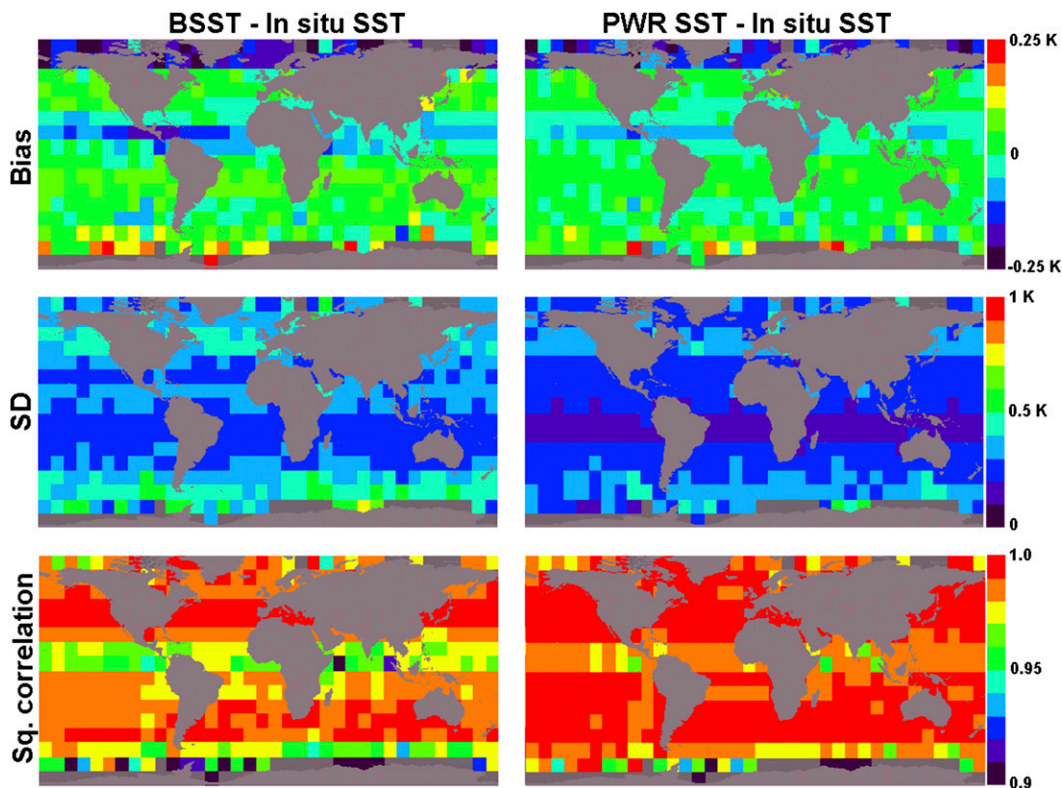 BSST - In situ SST
PWR SST - In situ SST
Bias
0.25 K
0
-0.25 K
SD
1 K
0.5 K
0
Sq. correlation
1.0
0.95
0.9